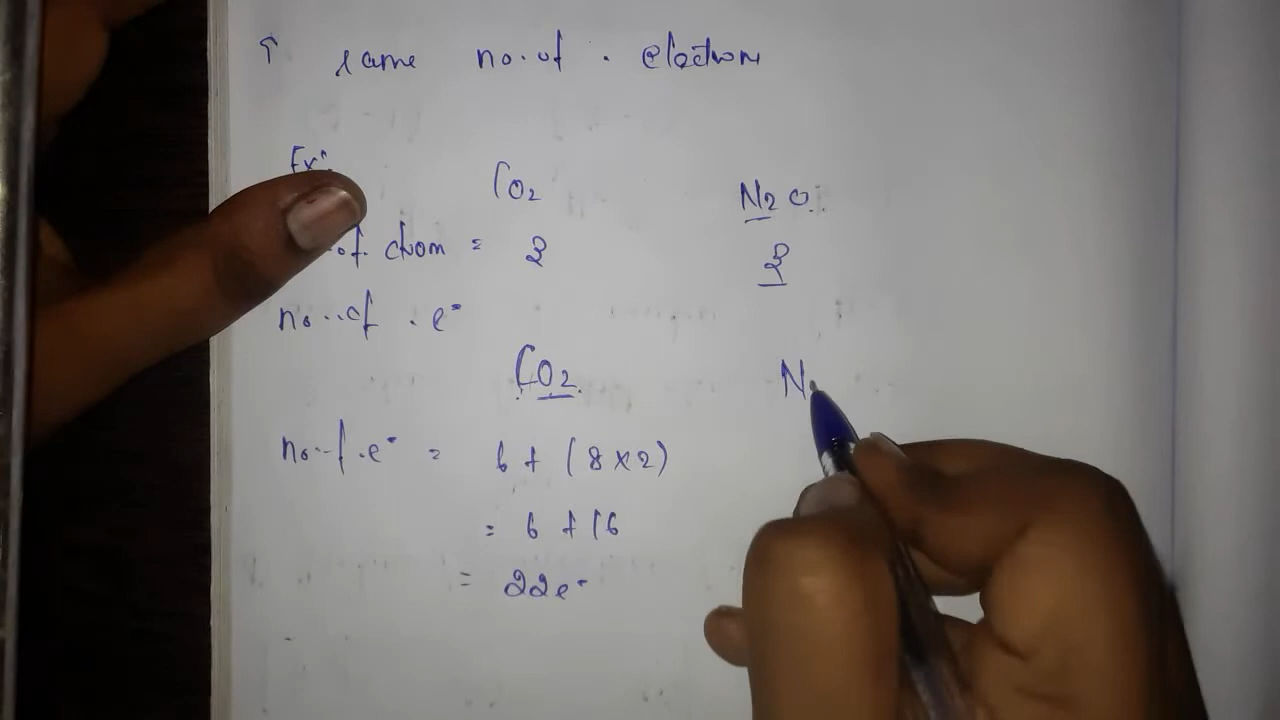 same no. of . electron
Ex:
CO2 N2O
of atom = 3 3
no. of . e-
CO2 N
no. of . e- = 6 + (8 x 2)
= 6 + 16
= 22e-